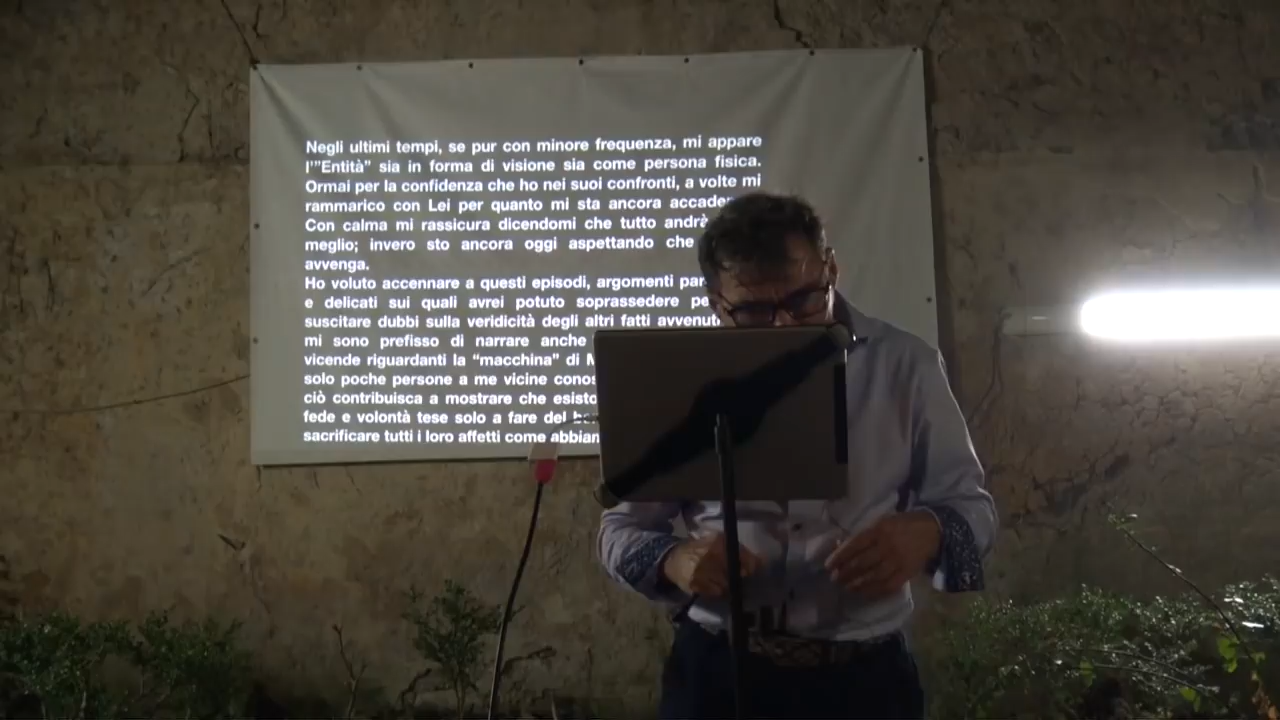 Negli ultimi tempi, se pur con minore frequenza, mi appare
l'"Entità" sia in forma di visione sia come persona fisica.
Ormai per la confidenza che ho nei suoi confronti, a volte mi
rammarico con Lei per quanto mi sta ancora
Con calma mi rassicura dicendomi che tutto andrà
meglio; invero sto ancora oggi aspettando che
avvenga.
Ho voluto accennare a questi episodi, argomenti
e delicati sui quali avrei potuto soprassedere
suscitare dubbi sulla veridicità degli altri fatti
mi sono prefisso di narrare anche
vicende riguardanti la "macchina" di
solo poche persone a me vicine
ciò contribuisca a mostrare che
fede e volontà tese solo a fare del
sacrificare tutti i loro affetti come